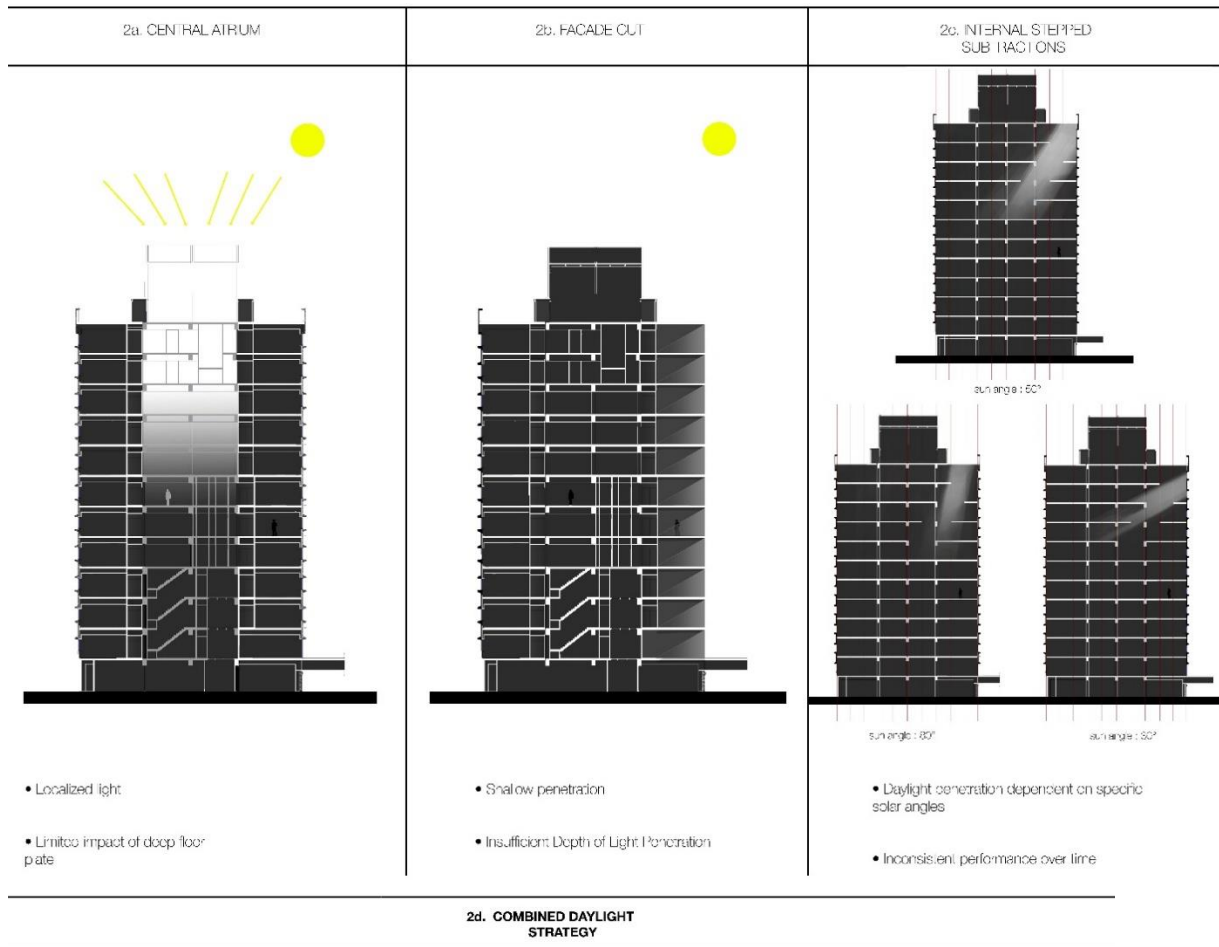 2a. CENTRAL ATRIUM
2b. FACADE CUT
2c. INTERNAL STEPPED
SUBTRACTIONS
sun angle : 50°
sun angle : 80°
sun angle : 30°
• Localized light
• Limited impact of deep floor
plate
• Shallow penetration
• Insufficient Depth of Light Penetration
• Daylight penetration dependent on specific
solar angles
• Inconsistent performance over time
2d. COMBINED DAYLIGHT
STRATEGY